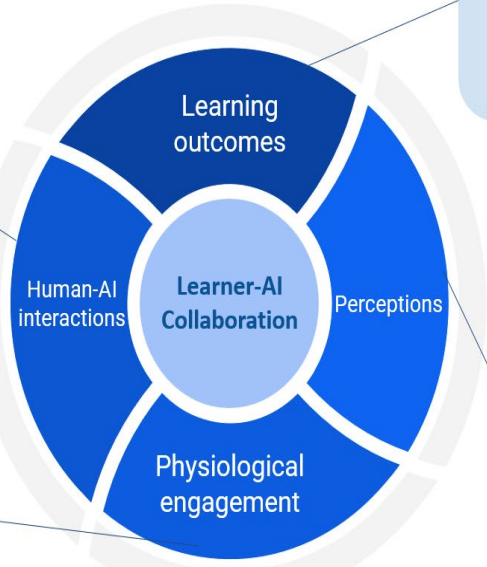 Learning
outcomes
Human-AI
interactions
Learner-AI
Collaboration
Perceptions
Physiological
engagement